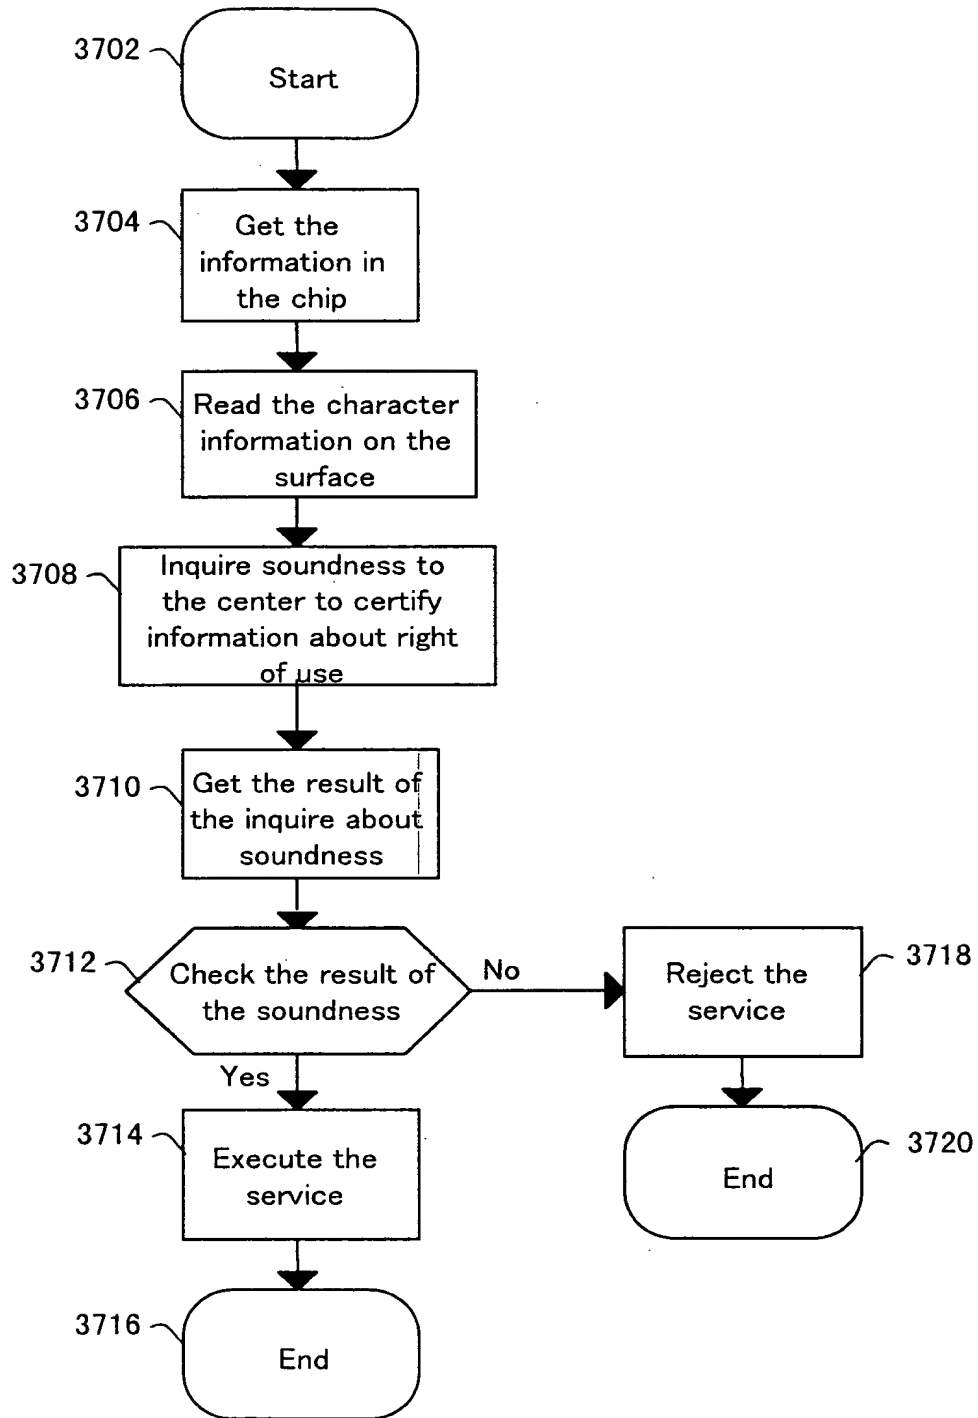 3702
Start
3704
Get the
information in
the chip
3706
Read the character
information on the
surface
3708
Inquire soundness to
the center to certify
information about right
of use
3710
Get the result of
the inquire about
soundness
3712
Check the result of
the soundness
No
3718
Reject the
service
Yes
3714
Execute the
service
3720
End
3716
End